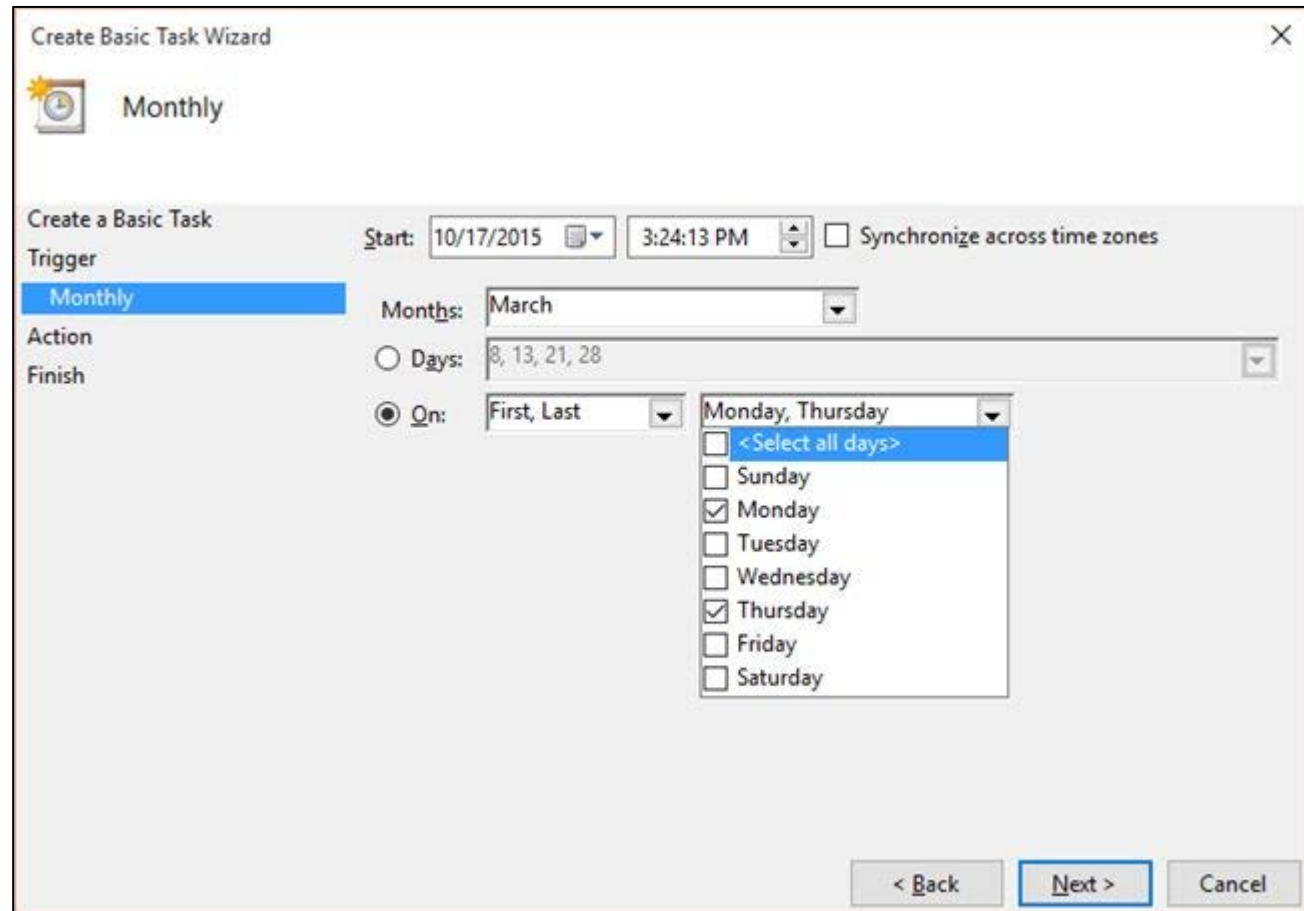 Create Basic Task Wizard
Monthly
Create a Basic Task
Trigger
Monthly
Action
Finish
Start: 10/17/2015 3:24:13 PM Synchronize across time zones
Months: March
Days: 8, 13, 21, 28
On: First, Last Monday, Thursday
<Select all days>
Sunday
Monday
Tuesday
Wednesday
Thursday
Friday
Saturday
< Back Next > Cancel